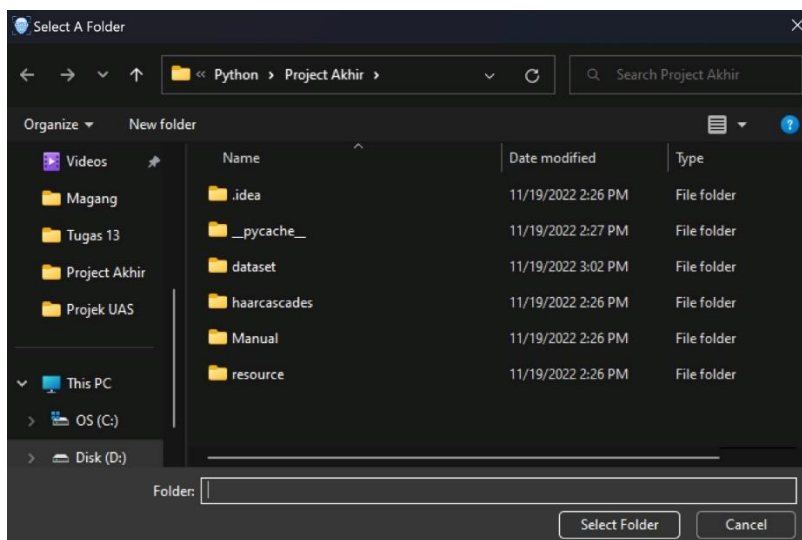 Select A Folder
« Python > Project Akhir >
Search Project Akhir
Organize
New folder
Name
Date modified
Type
Videos
Magang
Tugas 13
Project Akhir
Projek UAS
This PC
OS (C:)
Disk (D:)
.idea 11/19/2022 2:26 PM File folder
__pycache__ 11/19/2022 2:27 PM File folder
dataset 11/19/2022 3:02 PM File folder
haarcascades 11/19/2022 2:26 PM File folder
Manual 11/19/2022 2:26 PM File folder
resource 11/19/2022 2:26 PM File folder
Folder:
Select Folder
Cancel